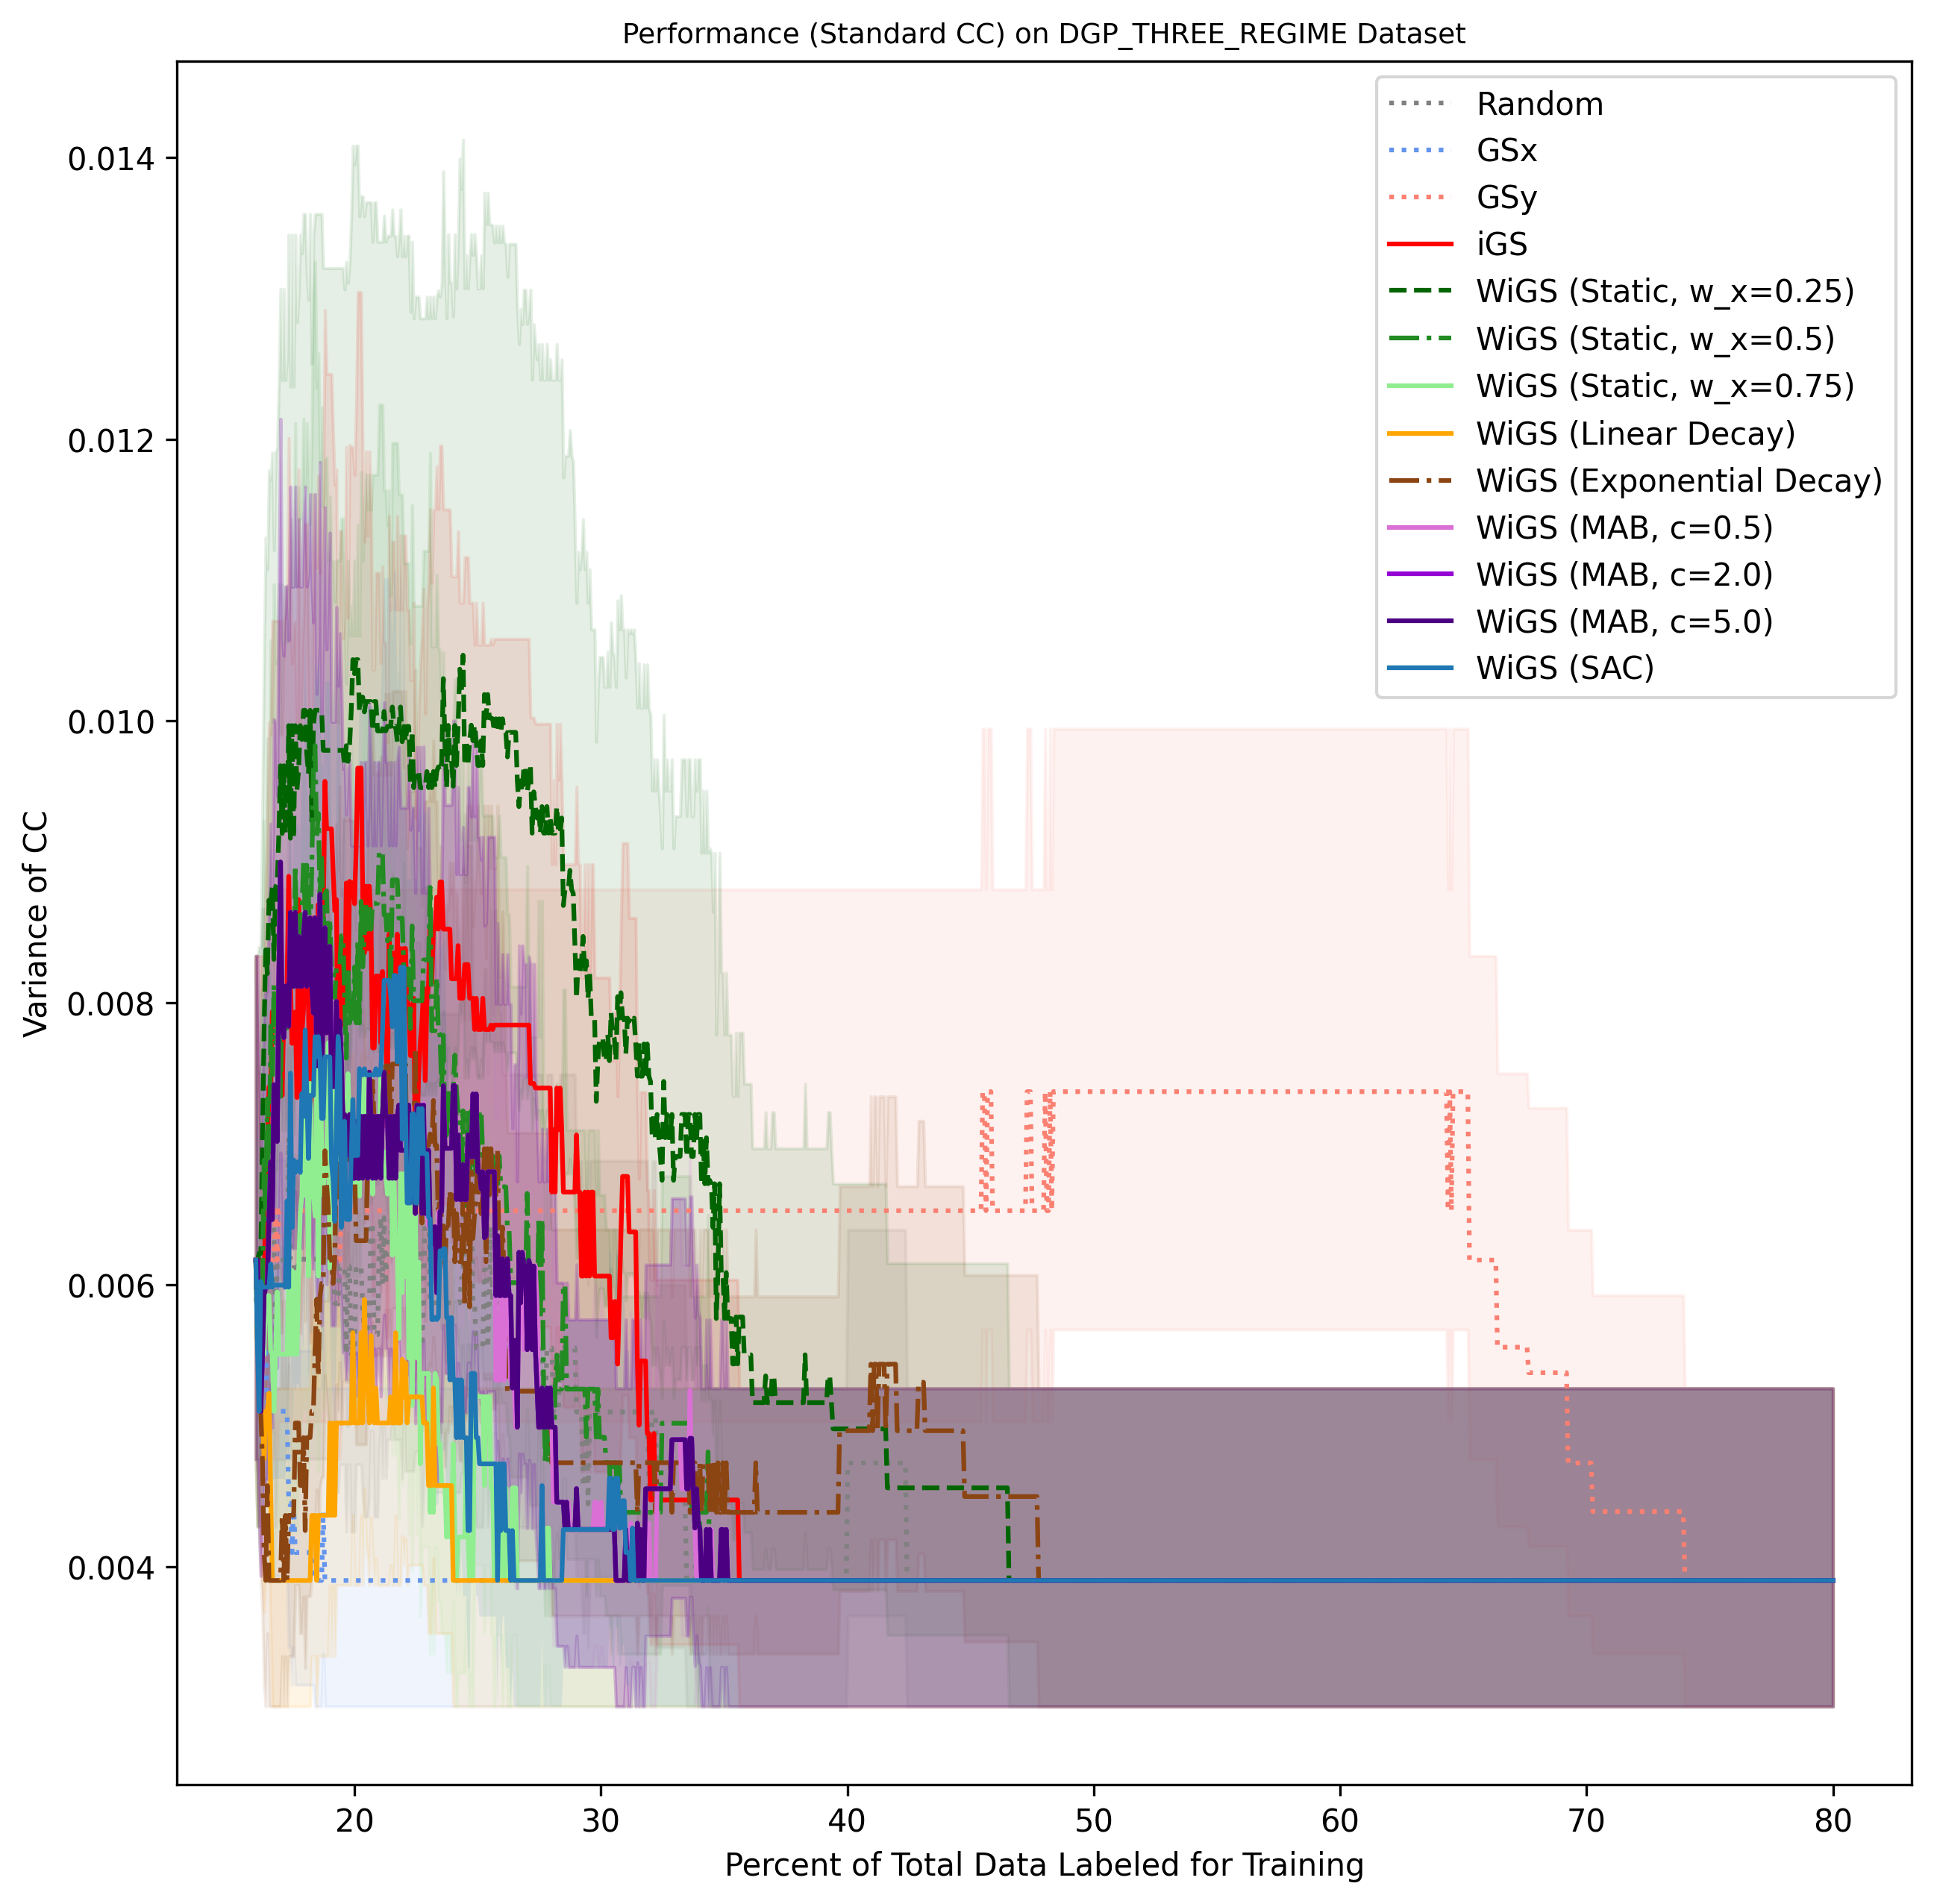 Performance (Standard CC) on DGP_THREE_REGIME Dataset
Variance of CC
0.014
0.012
0.010
0.008
0.006
0.004
Random
GSx
GSy
iGS
WiGS (Static, w_x=0.25)
WiGS (Static, w_x=0.5)
WiGS (Static, w_x=0.75)
WiGS (Linear Decay)
WiGS (Exponential Decay)
WiGS (MAB, c=0.5)
WiGS (MAB, c=2.0)
WiGS (MAB, c=5.0)
WiGS (SAC)
20 30 40 50 60 70 80
Percent of Total Data Labeled for Training